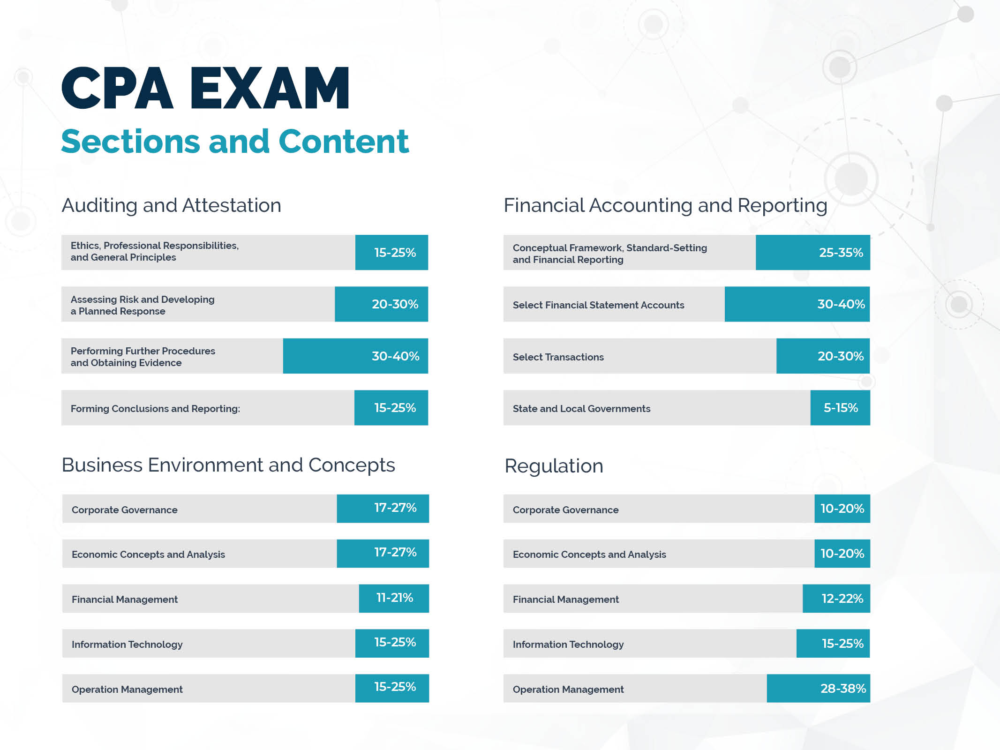 CPA EXAM
Sections and Content
Auditing and Attestation
Ethics, Professional Responsibilities,
and General Principles
15-25%
Assessing Risk and Developing
a Planned Response
20-30%
Performing Further Procedures
and Obtaining Evidence
30-40%
Forming Conclusions and Reporting:
15-25%
Financial Accounting and Reporting
Conceptual Framework, Standard-Setting
and Financial Reporting
25-35%
Select Financial Statement Accounts
30-40%
Select Transactions
20-30%
State and Local Governments
5-15%
Business Environment and Concepts
Corporate Governance
17-27%
Economic Concepts and Analysis
17-27%
Financial Management
11-21%
Information Technology
15-25%
Operation Management
15-25%
Regulation
Corporate Governance
10-20%
Economic Concepts and Analysis
10-20%
Financial Management
12-22%
Information Technology
15-25%
Operation Management
28-38%